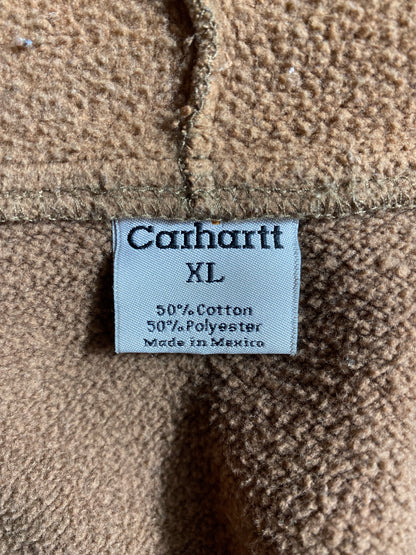 Carhartt
XL
50% Cotton
50% Polyester
Made in Mexico